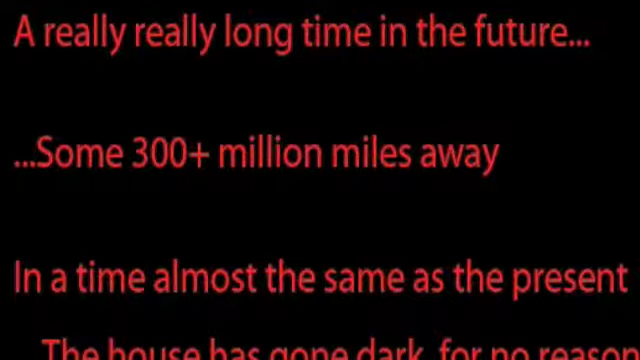 A really really long time in the future...
...Some 300+ million miles away
In a time almost the same as the present
...The house has gone dark, for no reason